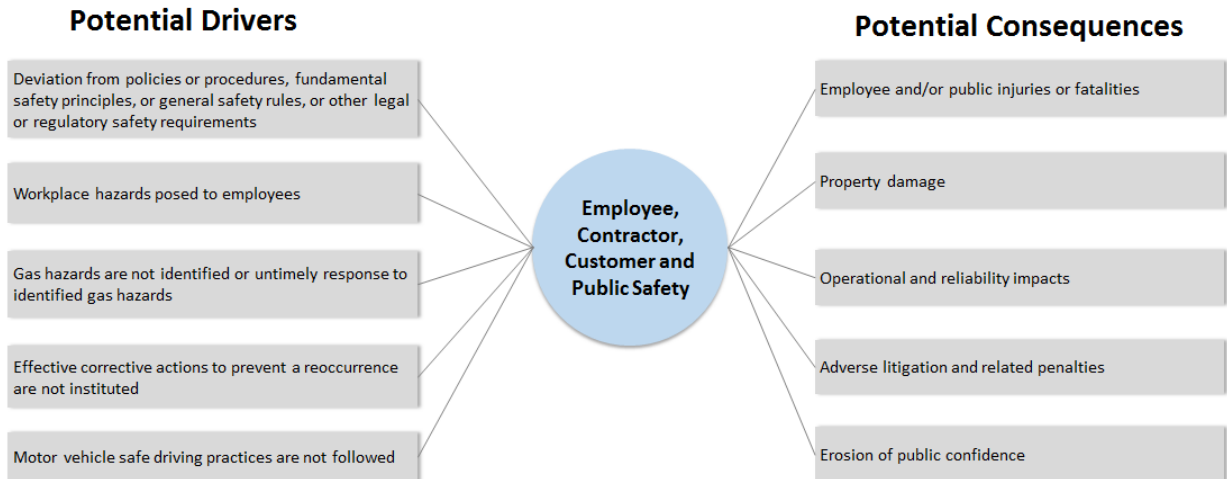 Potential Drivers
Deviation from policies or procedures, fundamental
safety principles, or general safety rules, or other legal
or regulatory safety requirements
Workplace hazards posed to employees
Gas hazards are not identified or untimely response to
identified gas hazards
Effective corrective actions to prevent a reoccurrence
are not instituted
Motor vehicle safe driving practices are not followed
Employee,
Contractor,
Customer and
Public Safety
Potential Consequences
Employee and/or public injuries or fatalities
Property damage
Operational and reliability impacts
Adverse litigation and related penalties
Erosion of public confidence